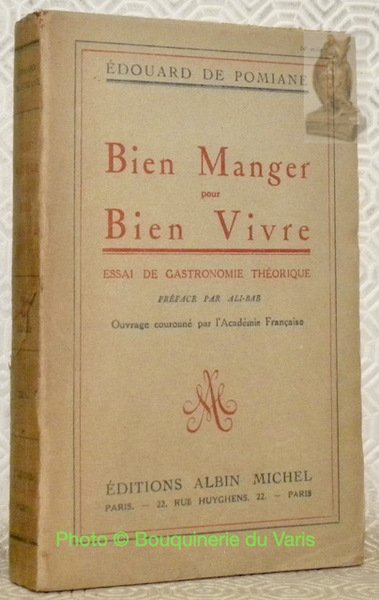 ÉDOUARD DE POMIANE
Bien Manger
pour
Bien Vivre
ESSAI DE GASTRONOMIE THÉORIQUE
PRÉFACE PAR ALI-BAB
Ouvrage couronné par l'Académie Française
ÉDITIONS ALBIN MICHEL
PARIS. — 22, RUE HUYGHENS, 22. — PARIS
Photo © Bouquinerie du Varis